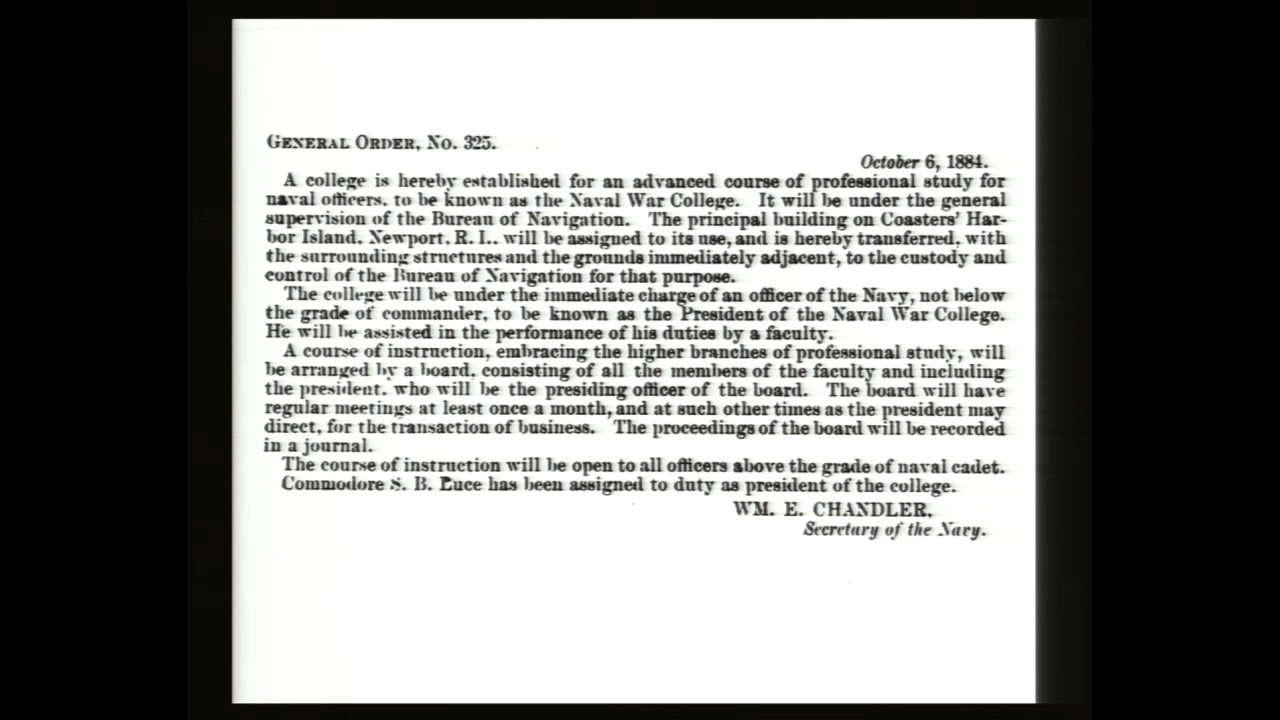 GENERAL ORDER, No. 325.
October 6, 1884.
A college is hereby established for an advanced course of professional study for
naval officers, to be known as the Naval War College. It will be under the general
supervision of the Bureau of Navigation. The principal building on Coasters' Har-
bor Island, Newport, R. I., will be assigned to its use, and is hereby transferred, with
the surrounding structures and the grounds immediately adjacent, to the custody and
control of the Bureau of Navigation for that purpose.
The college will be under the immediate charge of an officer of the Navy, not below
the grade of commander, to be known as the President of the Naval War College.
He will be assisted in the performance of his duties by a faculty.
A course of instruction, embracing the higher branches of professional study, will
be arranged by a board, consisting of all the members of the faculty and including
the president, who will be the presiding officer of the board. The board will have
regular meetings at least once a month, and at such other times as the president may
direct, for the transaction of business. The proceedings of the board will be recorded
in a journal.
The course of instruction will be open to all officers above the grade of naval cadet.
Commodore S. B. Luce has been assigned to duty as president of the college.
WM. E. CHANDLER,
Secretary of the Navy.